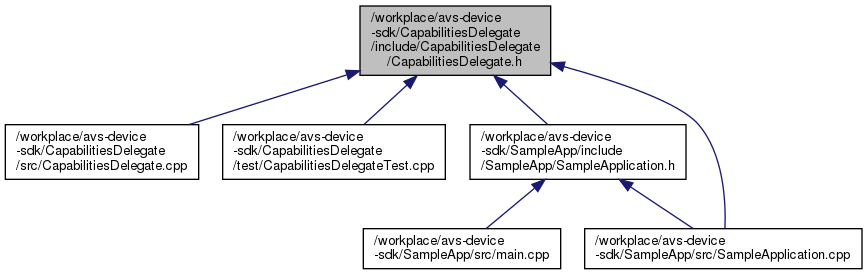 /workplace/avs-device
-sdk/CapabilitiesDelegate
/include/CapabilitiesDelegate
/CapabilitiesDelegate.h
/workplace/avs-device
-sdk/CapabilitiesDelegate
/src/CapabilitiesDelegate.cpp
/workplace/avs-device
-sdk/CapabilitiesDelegate
/test/CapabilitiesDelegateTest.cpp
/workplace/avs-device
-sdk/SampleApp/include
/SampleApp/SampleApplication.h
/workplace/avs-device
-sdk/SampleApp/src/main.cpp
/workplace/avs-device
-sdk/SampleApp/src/SampleApplication.cpp